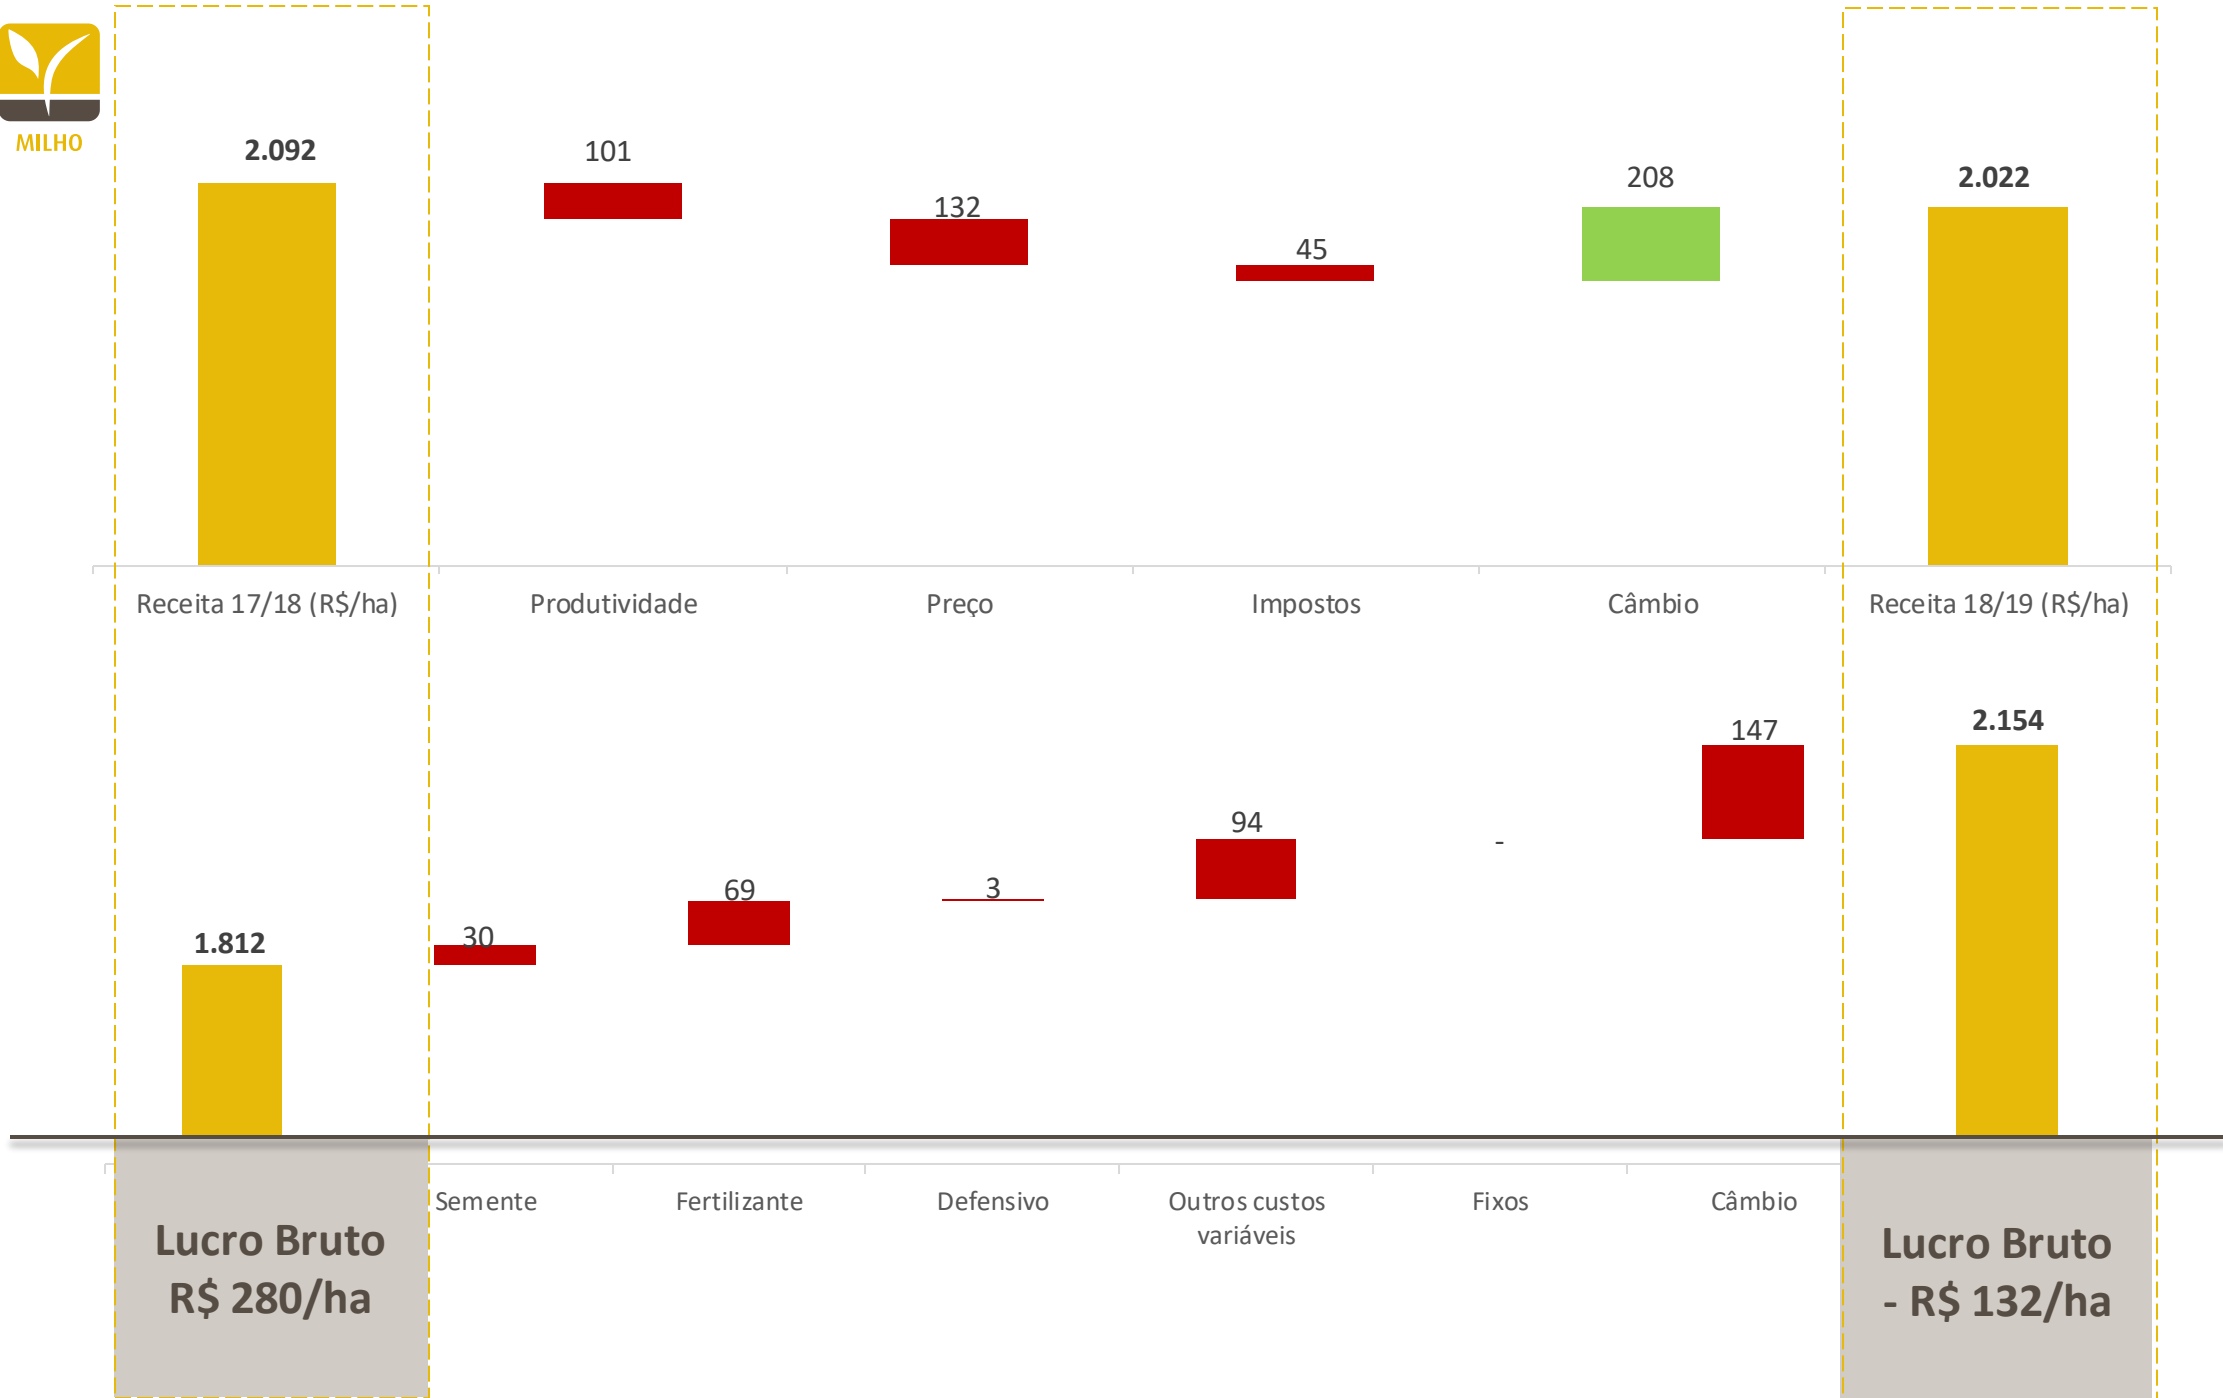 MILHO
2.092
101
132
45
208
2.022
Receita 17/18 (R$/ha)
Produtividade
Preço
Impostos
Câmbio
Receita 18/19 (R$/ha)
1.812
30
69
3
94
-
147
2.154
Semente
Fertilizante
Defensivo
Outros custos
variáveis
Fixos
Câmbio
Lucro Bruto
R$ 280/ha
Lucro Bruto
- R$ 132/ha